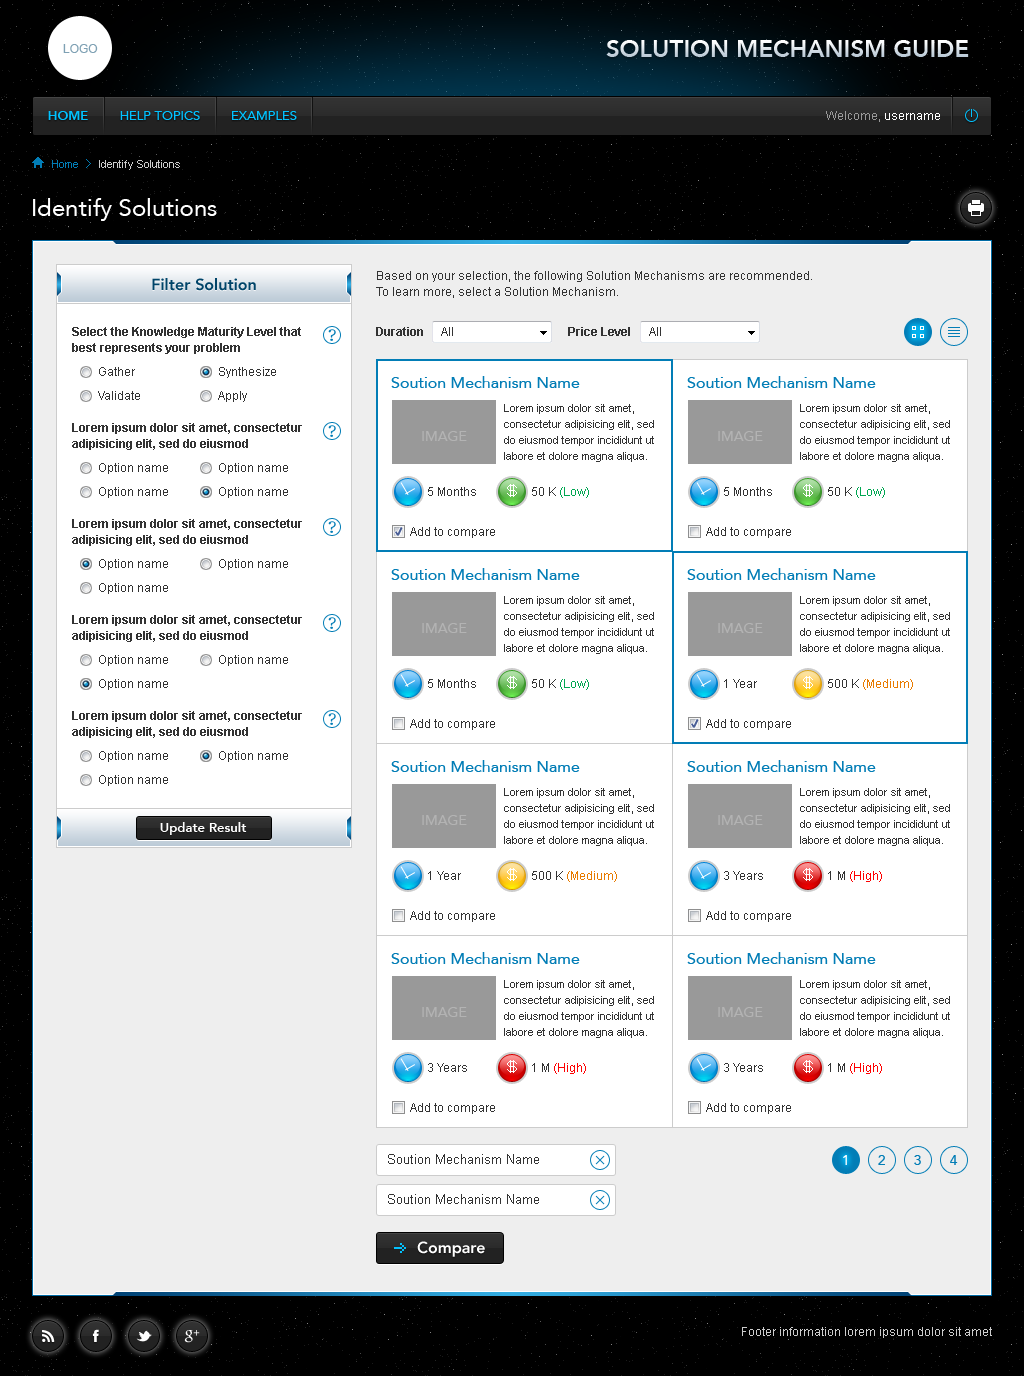 LOGO
SOLUTION MECHANISM GUIDE
HOME
HELP TOPICS
EXAMPLES
Welcome, username
Home
Identify Solutions
Identify Solutions
Filter Solution
Select the Knowledge Maturity Level that
best represents your problem
?
Gather
Synthesize
Validate
Apply
Lorem ipsum dolor sit amet, consectetur
adipisicing elit, sed do eiusmod
?
Option name
Option name
Option name
Option name
Lorem ipsum dolor sit amet, consectetur
adipisicing elit, sed do eiusmod
?
Option name
Option name
Option name
Lorem ipsum dolor sit amet, consectetur
adipisicing elit, sed do eiusmod
?
Option name
Option name
Option name
Lorem ipsum dolor sit amet, consectetur
adipisicing elit, sed do eiusmod
?
Option name
Option name
Option name
Update Result
Based on your selection, the following Solution Mechanisms are recommended.
To learn more, select a Solution Mechanism.
Duration
All
Price Level
All
Soution Mechanism Name
IMAGE
Lorem ipsum dolor sit amet,
consectetur adipisicing elit, sed
do eiusmod tempor incididunt ut
labore et dolore magna aliqua.
5 Months
$
50 K (Low)
Add to compare
Soution Mechanism Name
IMAGE
Lorem ipsum dolor sit amet,
consectetur adipisicing elit, sed
do eiusmod tempor incididunt ut
labore et dolore magna aliqua.
5 Months
$
50 K (Low)
Add to compare
Soution Mechanism Name
IMAGE
Lorem ipsum dolor sit amet,
consectetur adipisicing elit, sed
do eiusmod tempor incididunt ut
labore et dolore magna aliqua.
5 Months
$
50 K (Low)
Add to compare
Soution Mechanism Name
IMAGE
Lorem ipsum dolor sit amet,
consectetur adipisicing elit, sed
do eiusmod tempor incididunt ut
labore et dolore magna aliqua.
1 Year
$
500 K (Medium)
Add to compare
Soution Mechanism Name
IMAGE
Lorem ipsum dolor sit amet,
consectetur adipisicing elit, sed
do eiusmod tempor incididunt ut
labore et dolore magna aliqua.
1 Year
$
500 K (Medium)
Add to compare
Soution Mechanism Name
IMAGE
Lorem ipsum dolor sit amet,
consectetur adipisicing elit, sed
do eiusmod tempor incididunt ut
labore et dolore magna aliqua.
3 Years
$
1 M (High)
Add to compare
Soution Mechanism Name
IMAGE
Lorem ipsum dolor sit amet,
consectetur adipisicing elit, sed
do eiusmod tempor incididunt ut
labore et dolore magna aliqua.
3 Years
$
1 M (High)
Add to compare
Soution Mechanism Name
IMAGE
Lorem ipsum dolor sit amet,
consectetur adipisicing elit, sed
do eiusmod tempor incididunt ut
labore et dolore magna aliqua.
3 Years
$
1 M (High)
Add to compare
Soution Mechanism Name
Soution Mechanism Name
1 2 3 4
Compare
f
g+
Footer information lorem ipsum dolor sit amet